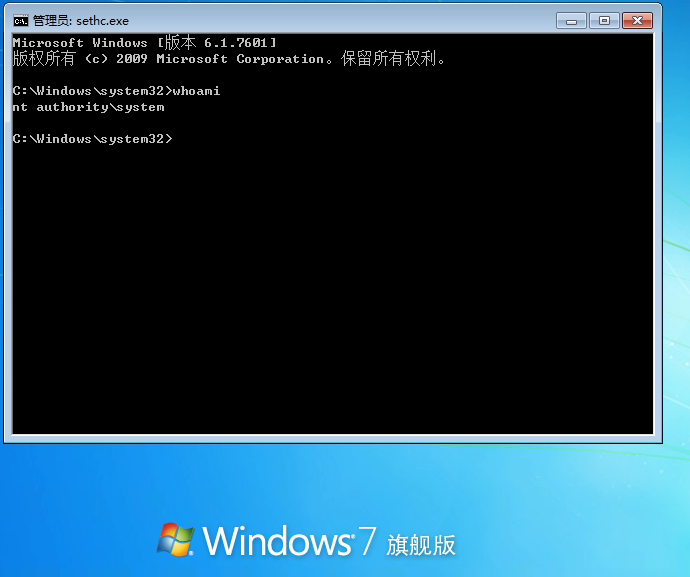 管理员: sethc.exe
Microsoft Windows [版本 6.1.7601]
版权所有 (c) 2009 Microsoft Corporation。保留所有权利。
C:\Windows\system32>whoami
nt authority\system
C:\Windows\system32>
Windows 7 旗舰版